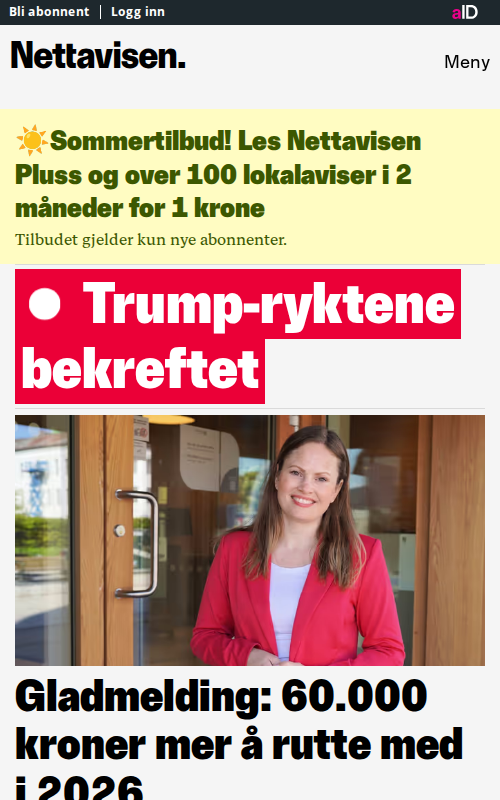 Bli abonnent | Logg inn
aID
Nettavisen.
Meny
☀️Sommertilbud! Les Nettavisen
Pluss og over 100 lokalaviser i 2
måneder for 1 krone
Tilbudet gjelder kun nye abonnenter.
Trump-ryktene
bekreftet
Gladmelding: 60.000
kroner mer å rutte med
i 2026